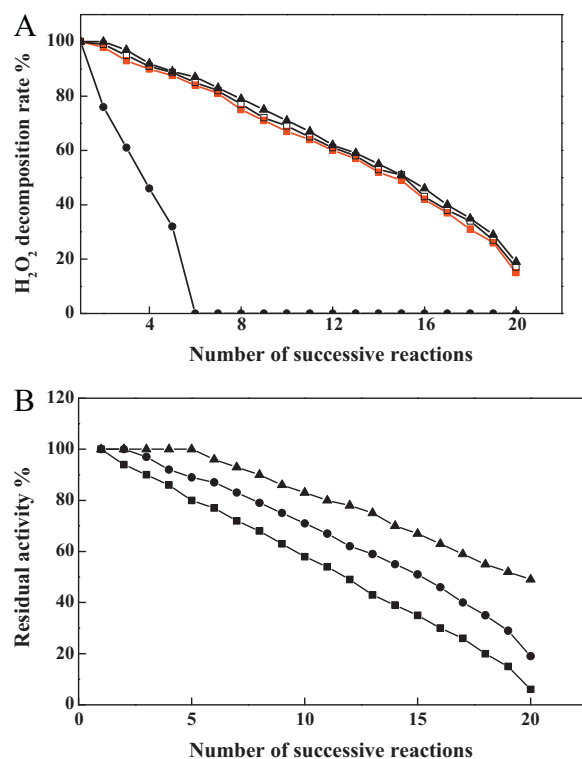 A
H₂O₂ decomposition rate %
100
80
60
40
20
0
4 8 12 16 20
Number of successive reactions
B
Residual activity %
120
100
80
60
40
20
0
0 5 10 15 20
Number of successive reactions